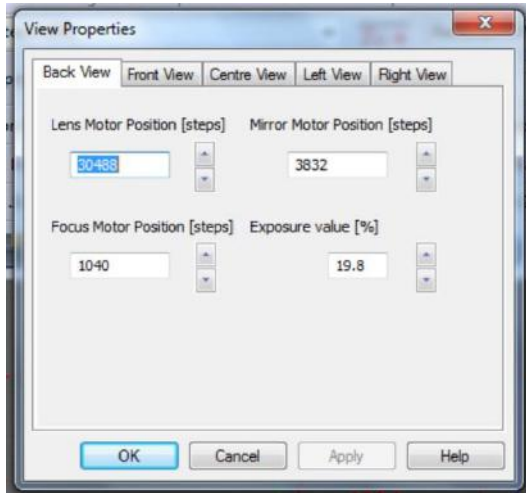 View Properties
Back View Front View Centre View Left View Right View
Lens Motor Position [steps] Mirror Motor Position [steps]
30488 3832
Focus Motor Position [steps] Exposure value [%]
1040 19.8
OK Cancel Apply Help